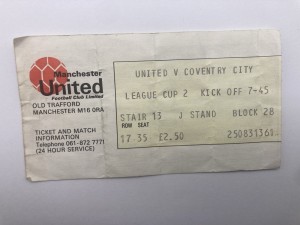 Manchester
United
Football Club Limited
OLD TRAFFORD
MANCHESTER M16 0RA
TICKET AND MATCH
INFORMATION
Telephone 061-872 7771
(24 HOUR SERVICE)
UNITED V COVENTRY CITY
LEAGUE CUP 2 KICK OFF 7-45
STAIR 13 J STAND BLOCK 28
ROW SEAT
17 35 £2.50 250831361